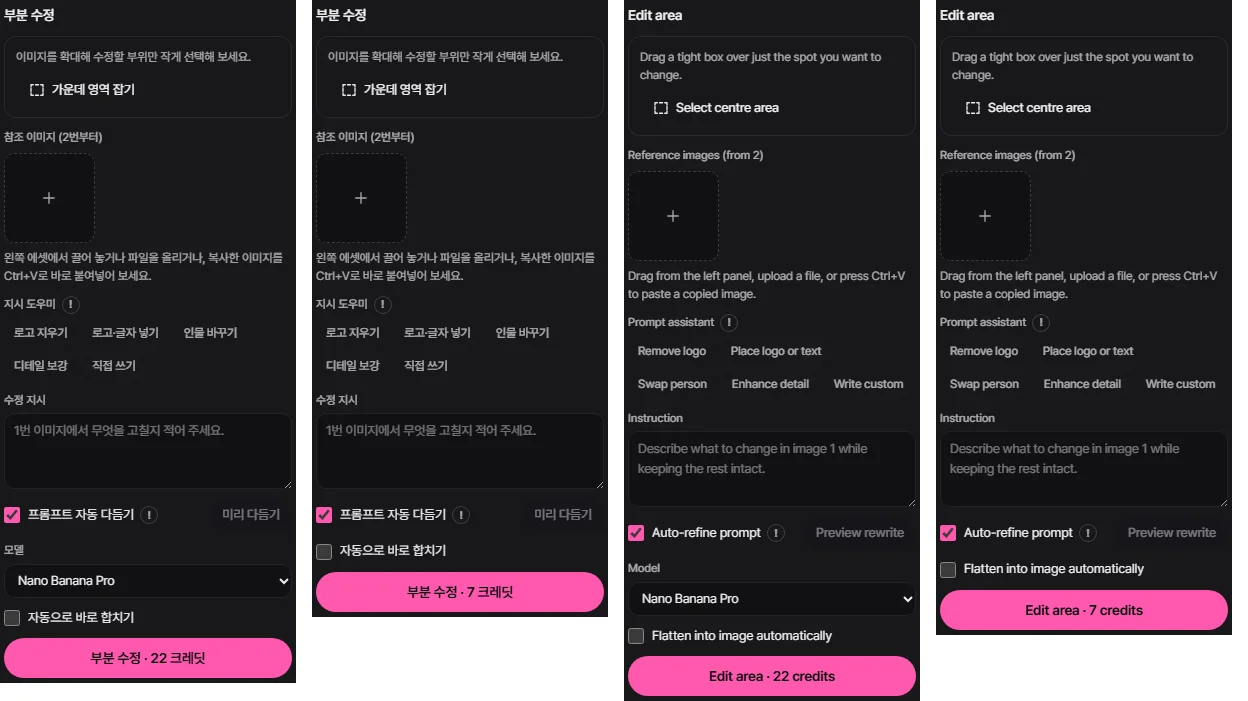 부분 수정
이미지를 확대해 수정할 부위만 작게 선택해 보세요.
가운데 영역 잡기
참조 이미지 (2번부터)
+
왼쪽 에셋에서 끌어 놓거나 파일을 올리거나, 복사한 이미지를
Ctrl+V로 바로 붙여넣어 보세요.
지시 도우미 !
로고 지우기 로고·글자 넣기 인물 바꾸기
디테일 보강 직접 쓰기
수정 지시
1번 이미지에서 무엇을 고칠지 적어 주세요.
프롬프트 자동 다듬기 ! 미리 다듬기
모델
Nano Banana Pro
자동으로 바로 합치기
부분 수정 · 22 크레딧
부분 수정
이미지를 확대해 수정할 부위만 작게 선택해 보세요.
가운데 영역 잡기
참조 이미지 (2번부터)
+
왼쪽 에셋에서 끌어 놓거나 파일을 올리거나, 복사한 이미지를
Ctrl+V로 바로 붙여넣어 보세요.
지시 도우미 !
로고 지우기 로고·글자 넣기 인물 바꾸기
디테일 보강 직접 쓰기
수정 지시
1번 이미지에서 무엇을 고칠지 적어 주세요.
프롬프트 자동 다듬기 ! 미리 다듬기
자동으로 바로 합치기
부분 수정 · 7 크레딧
Edit area
Drag a tight box over just the spot you want to
change.
Select centre area
Reference images (from 2)
+
Drag from the left panel, upload a file, or press Ctrl+V
to paste a copied image.
Prompt assistant !
Remove logo Place logo or text
Swap person Enhance detail Write custom
Instruction
Describe what to change in image 1 while
keeping the rest intact.
Auto-refine prompt ! Preview rewrite
Model
Nano Banana Pro
Flatten into image automatically
Edit area · 22 credits
Edit area
Drag a tight box over just the spot you want to
change.
Select centre area
Reference images (from 2)
+
Drag from the left panel, upload a file, or press Ctrl+V
to paste a copied image.
Prompt assistant !
Remove logo Place logo or text
Swap person Enhance detail Write custom
Instruction
Describe what to change in image 1 while
keeping the rest intact.
Auto-refine prompt ! Preview rewrite
Flatten into image automatically
Edit area · 7 credits